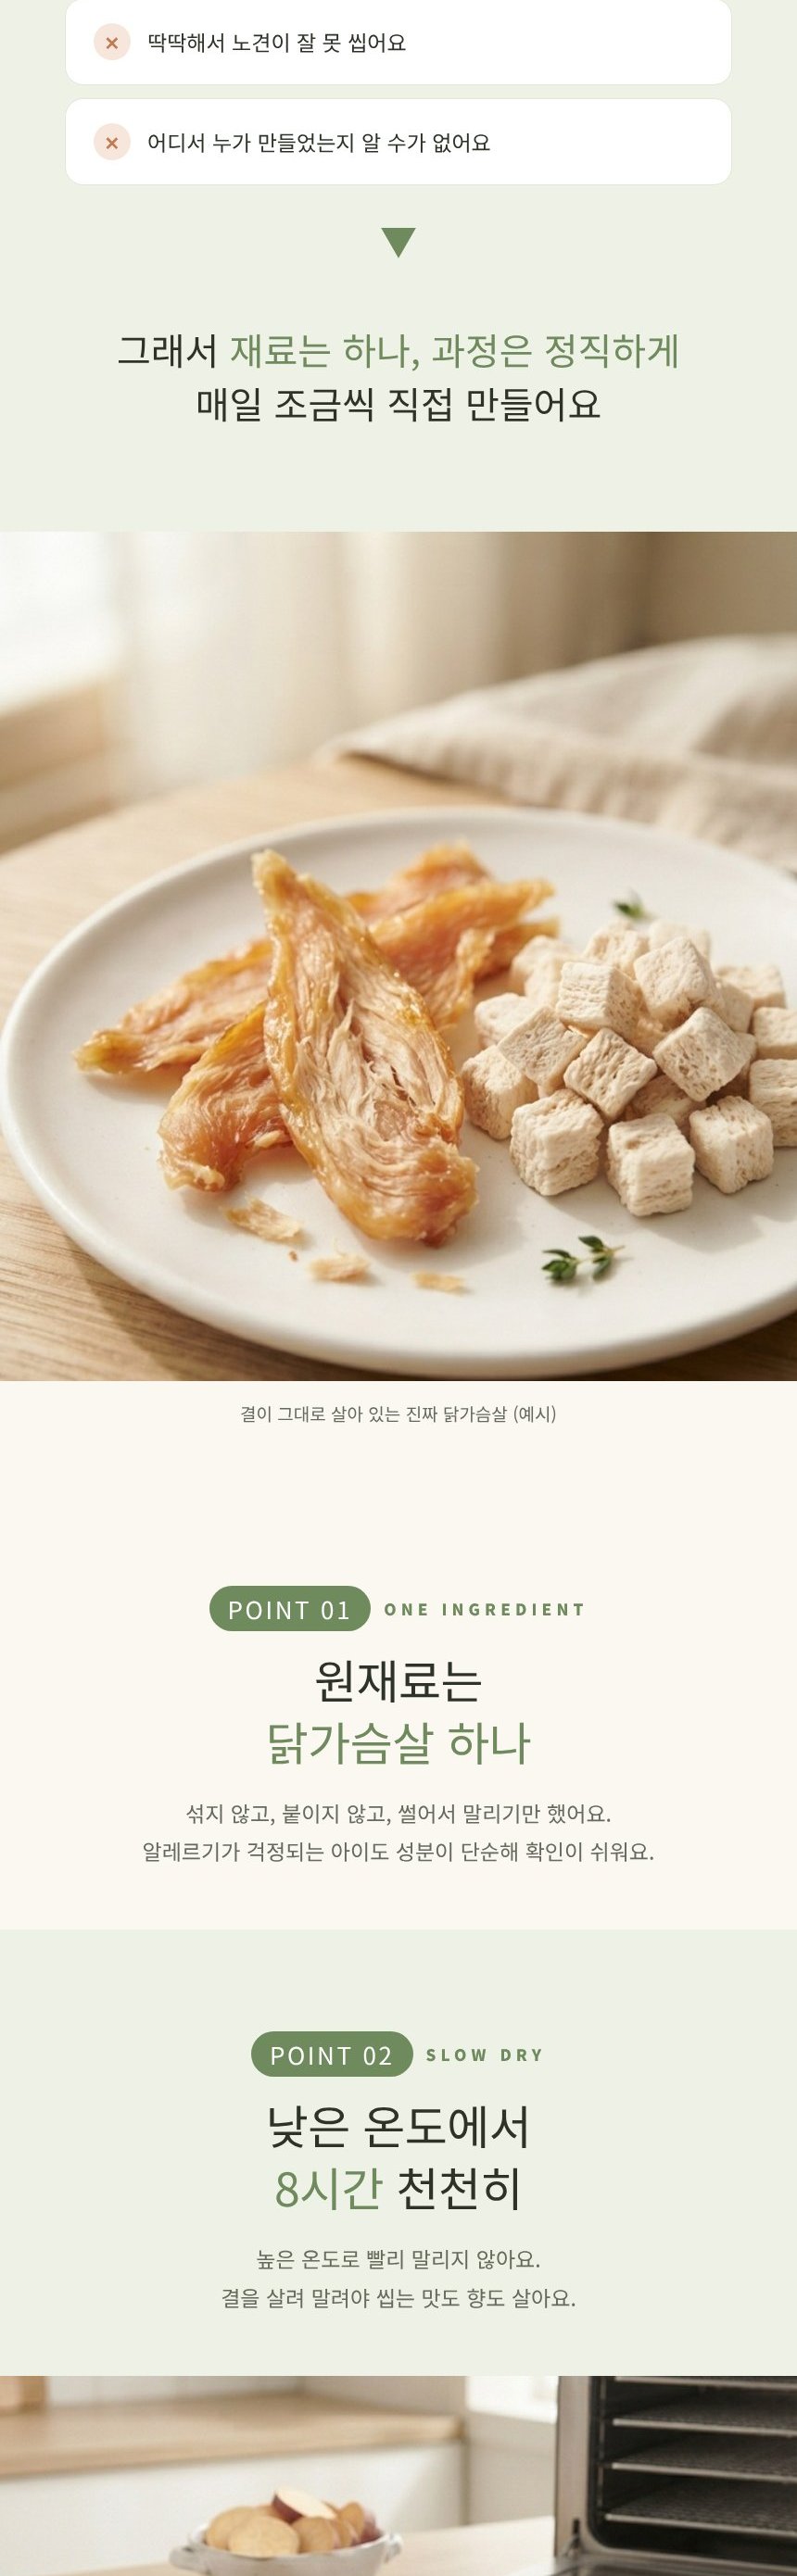 딱딱해서 노견이 잘 못 씹어요
어디서 누가 만들었는지 알 수가 없어요
그래서 재료는 하나, 과정은 정직하게
매일 조금씩 직접 만들어요
결이 그대로 살아 있는 진짜 닭가슴살 (예시)
POINT 01 ONE INGREDIENT
원재료는
닭가슴살 하나
섞지 않고, 붙이지 않고, 썰어서 말리기만 했어요.
알레르기가 걱정되는 아이도 성분이 단순해 확인이 쉬워요.
POINT 02 SLOW DRY
낮은 온도에서
8시간 천천히
높은 온도로 빨리 말리지 않아요.
결을 살려 말려야 씹는 맛도 향도 살아요.